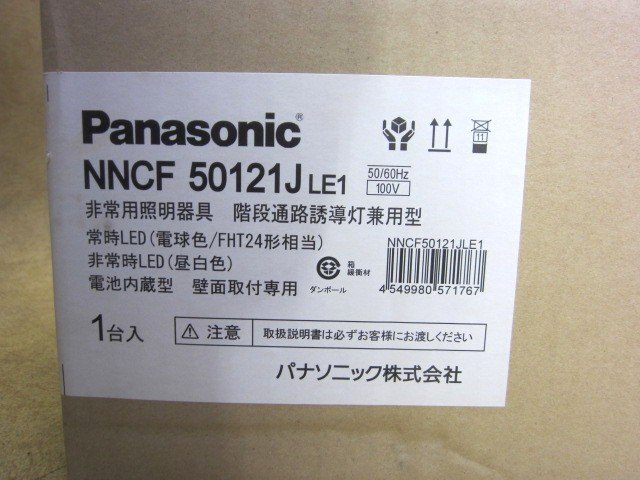 Panasonic®
NNCF 50121J LE1
50/60Hz
100V
11
非常用照明器具 階段通路誘導灯兼用型
常時LED(電球色/FHT24形相当)
非常時LED(昼白色)
電池内蔵型 壁面取付専用
箱
緩衝材
ダンボール
NNCF50121JLE1
4 549980 571767
1台入
注意 取扱説明書は必ずお客様にお渡しください
パナソニック株式会社